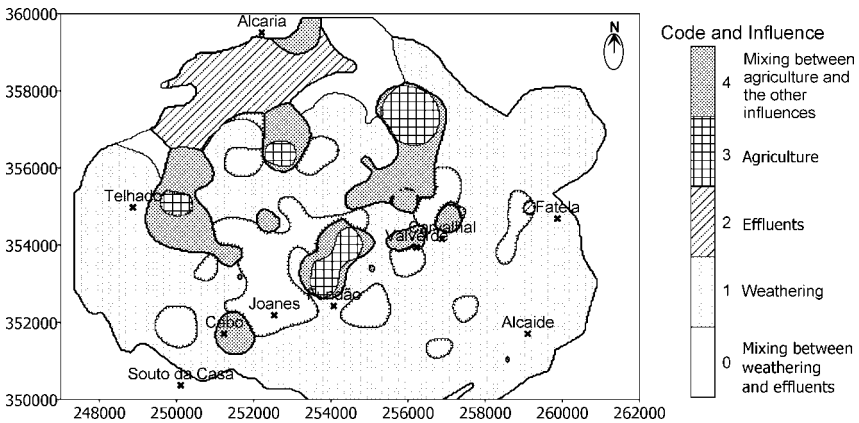 360000
358000
356000
354000
352000
350000
248000 250000 252000 254000 256000 258000 260000 262000
N
Alcaria
Telhado
Fatela
Carvalhal
Valverde
Fundão
Joanes
Cabo
Alcaide
Souto da Casa
Code and Influence
4
Mixing between
agriculture and
the other
influences
3 Agriculture
2 Effluents
1 Weathering
0
Mixing between
weathering
and effluents